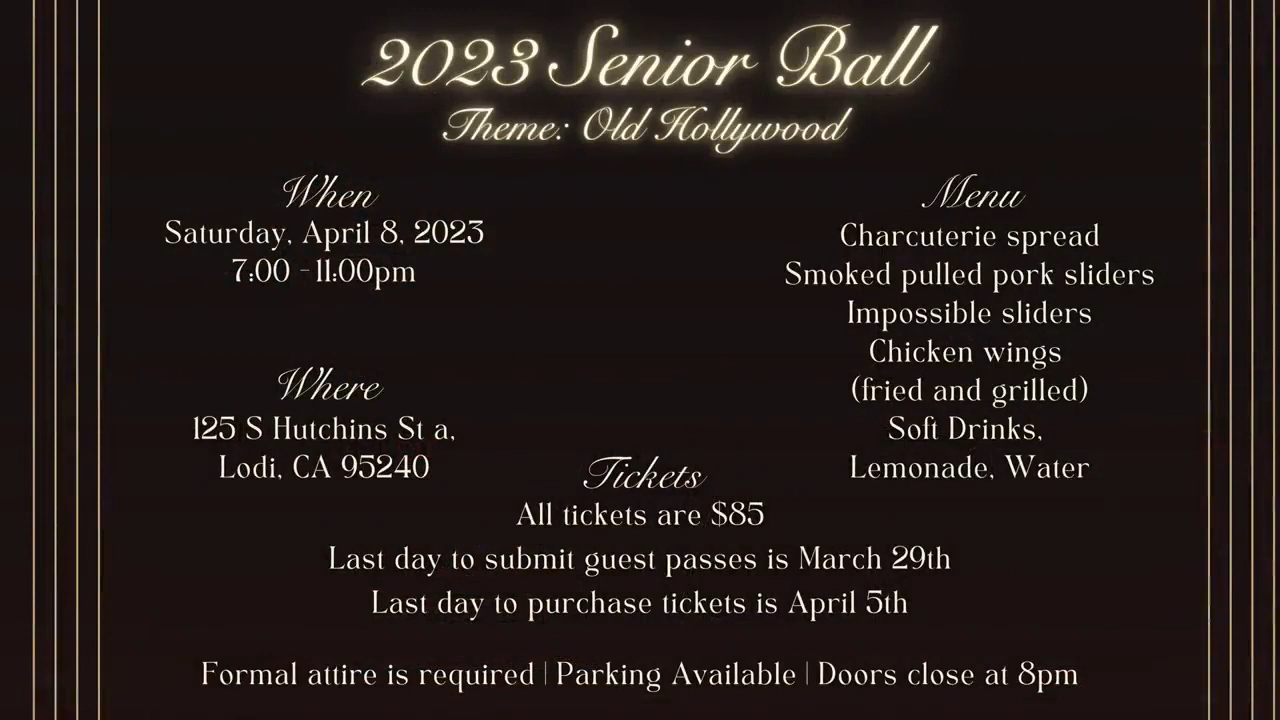 2023 Senior Ball
Theme: Old Hollywood
When
Saturday, April 8, 2023
7:00 - 11:00pm
Where
125 S Hutchins St a,
Lodi, CA 95240
Menu
Charcuterie spread
Smoked pulled pork sliders
Impossible sliders
Chicken wings
(fried and grilled)
Soft Drinks,
Lemonade, Water
Tickets
All tickets are $85
Last day to submit guest passes is March 29th
Last day to purchase tickets is April 5th
Formal attire is required | Parking Available | Doors close at 8pm